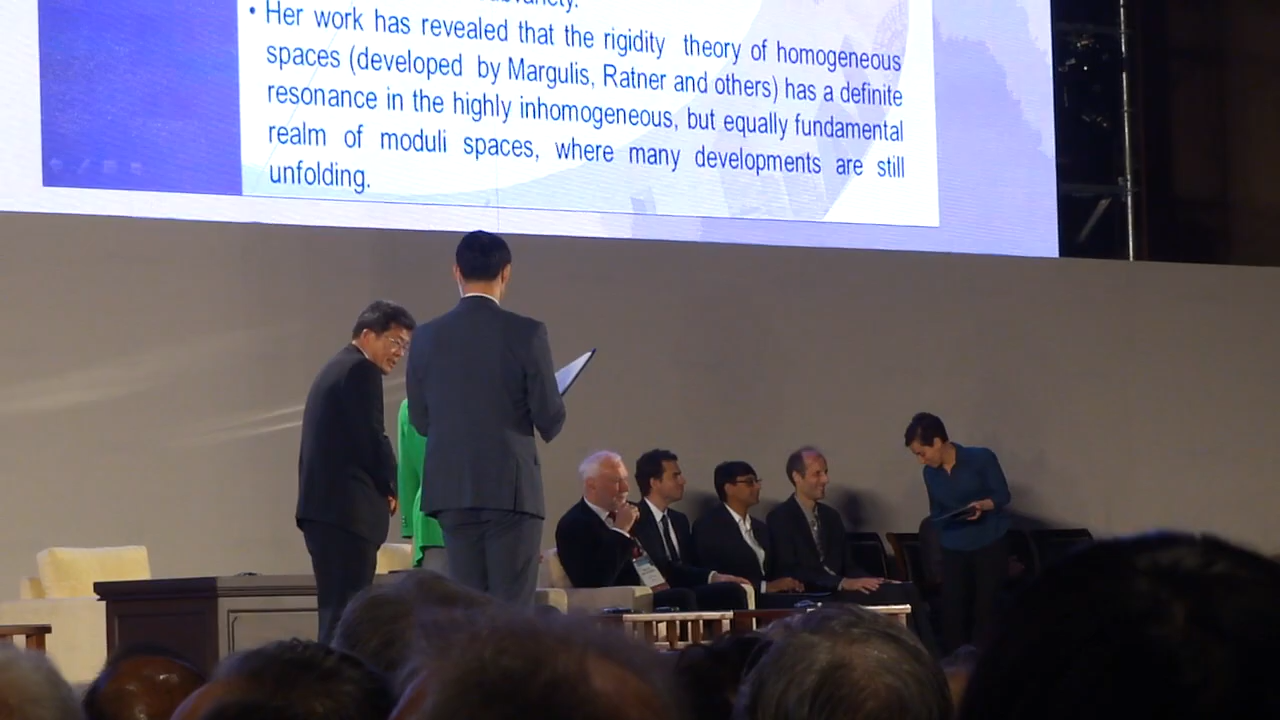 • Her work has revealed that the rigidity theory of homogeneous
spaces (developed by Margulis, Ratner and others) has a definite
resonance in the highly inhomogeneous, but equally fundamental
realm of moduli spaces, where many developments are still
unfolding.